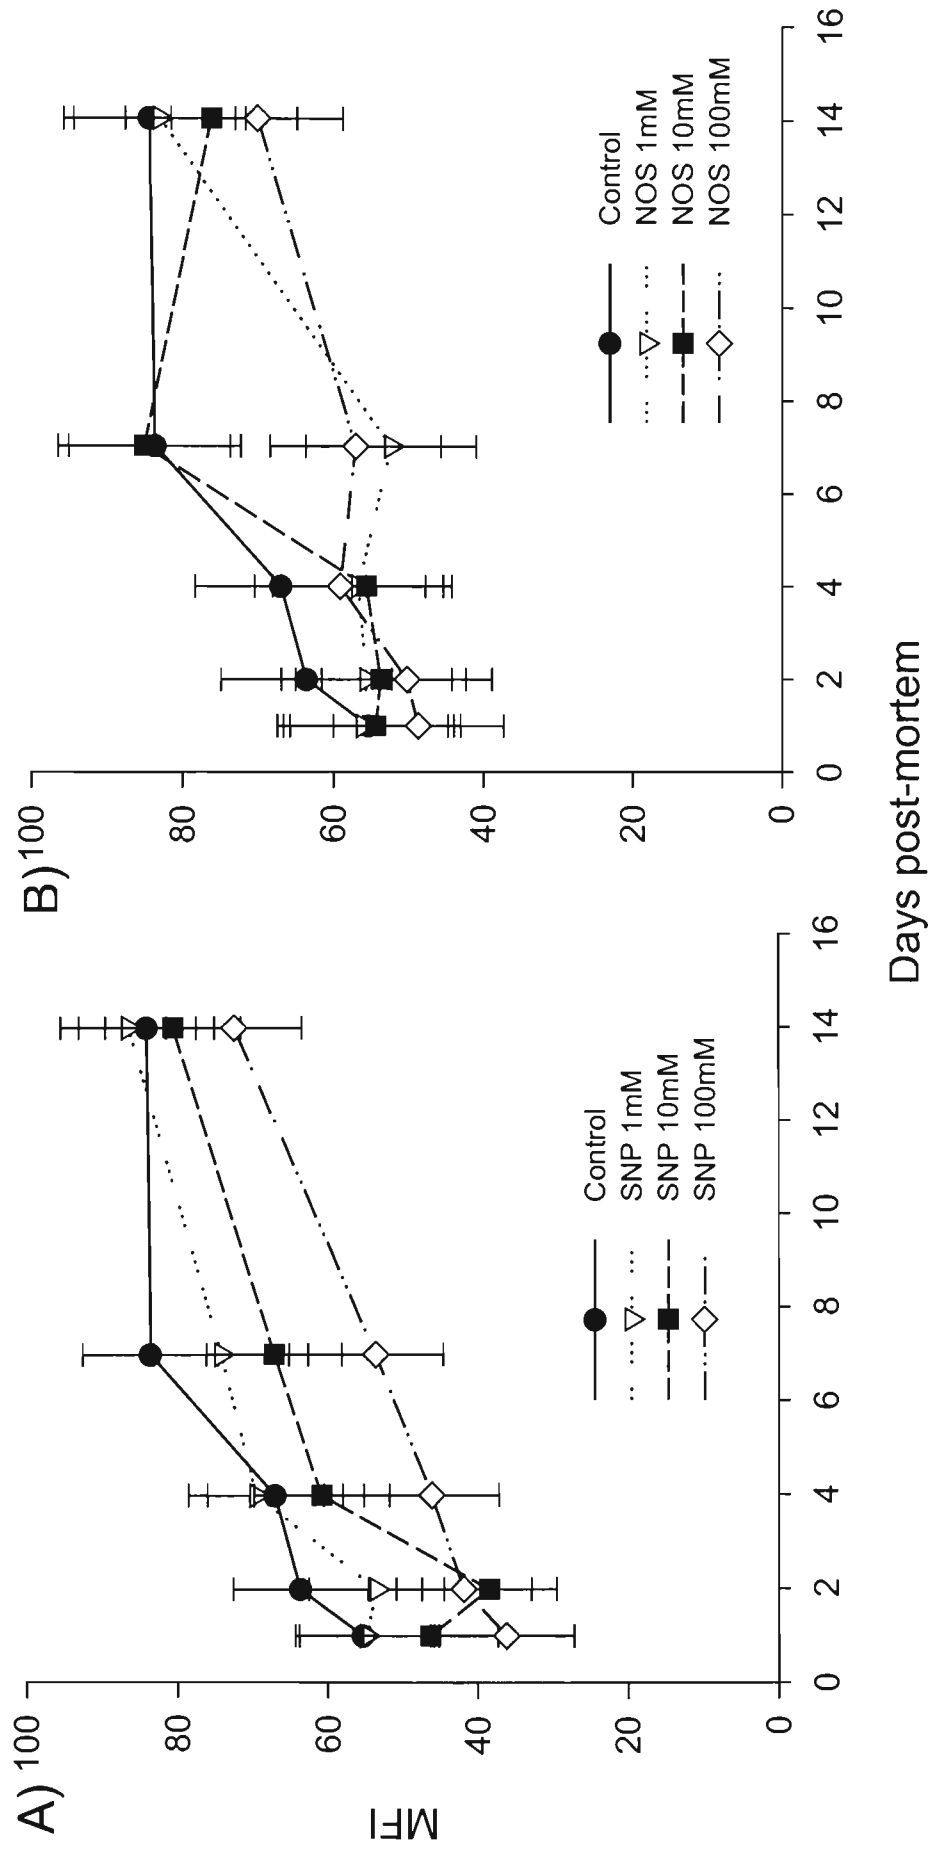 A)
100
80
60
40
20
0
0 2 4 6 8 10 12 14 16
MFI
Control
SNP 1mM
SNP 10mM
SNP 100mM
B)
100
80
60
40
20
0
0 2 4 6 8 10 12 14 16
Control
NOS 1mM
NOS 10mM
NOS 100mM
Days post-mortem